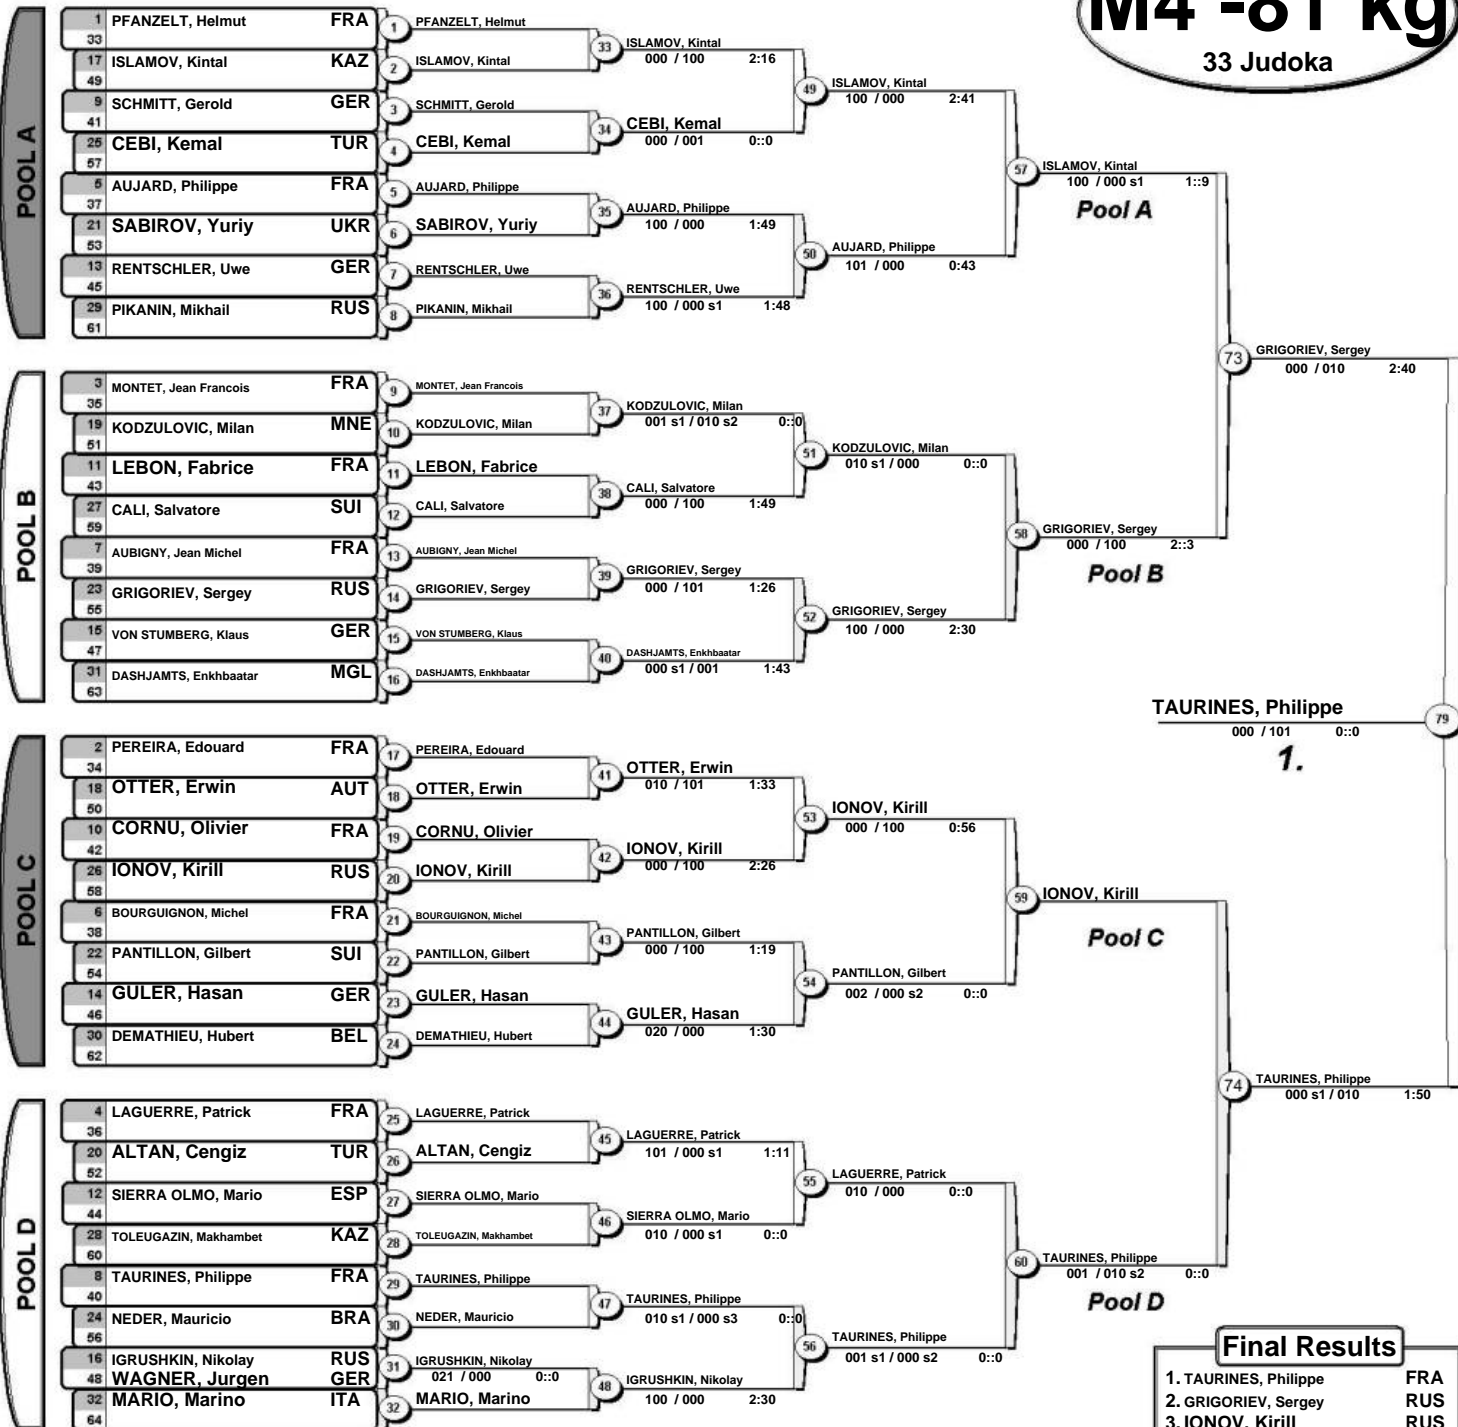 M4 -81 kg
33 Judoka
POOL A
1 PFANZELT, Helmut FRA
33
17 ISLAMOV, Kintal KAZ
49
9 SCHMITT, Gerold GER
41
25 CEBI, Kemal TUR
57
5 AUJARD, Philippe FRA
37
21 SABIROV, Yuriy UKR
53
13 RENTSCHLER, Uwe GER
45
29 PIKANIN, Mikhail RUS
61
1 PFANZELT, Helmut
2 ISLAMOV, Kintal
3 SCHMITT, Gerold
4 CEBI, Kemal
5 AUJARD, Philippe
6 SABIROV, Yuriy
7 RENTSCHLER, Uwe
8 PIKANIN, Mikhail
33 ISLAMOV, Kintal
000 / 100 2:16
34 CEBI, Kemal
000 / 001 0::0
35 AUJARD, Philippe
100 / 000 1:49
36 RENTSCHLER, Uwe
100 / 000 s1 1:48
49 ISLAMOV, Kintal
100 / 000 2:41
50 AUJARD, Philippe
101 / 000 0:43
57 ISLAMOV, Kintal
100 / 000 s1 1::9
Pool A
POOL B
3 MONTET, Jean Francois FRA
35
19 KODZULOVIC, Milan MNE
51
11 LEBON, Fabrice FRA
43
27 CALI, Salvatore SUI
59
7 AUBIGNY, Jean Michel FRA
39
23 GRIGORIEV, Sergey RUS
55
15 VON STUMBERG, Klaus GER
47
31 DASHJAMTS, Enkhbaatar MGL
63
9 MONTET, Jean Francois
10 KODZULOVIC, Milan
11 LEBON, Fabrice
12 CALI, Salvatore
13 AUBIGNY, Jean Michel
14 GRIGORIEV, Sergey
15 VON STUMBERG, Klaus
16 DASHJAMTS, Enkhbaatar
37 KODZULOVIC, Milan
001 s1 / 010 s2 0::0
38 CALI, Salvatore
000 / 100 1:49
39 GRIGORIEV, Sergey
000 / 101 1:26
40 DASHJAMTS, Enkhbaatar
000 s1 / 001 1:43
51 KODZULOVIC, Milan
010 s1 / 000 0::0
52 GRIGORIEV, Sergey
100 / 000 2:30
58 GRIGORIEV, Sergey
000 / 100 2::3
Pool B
73 GRIGORIEV, Sergey
000 / 010 2:40
TAURINES, Philippe 79
000 / 101 0::0
1.
POOL C
2 PEREIRA, Edouard FRA
34
18 OTTER, Erwin AUT
50
10 CORNU, Olivier FRA
42
26 IONOV, Kirill RUS
58
6 BOURGUIGNON, Michel FRA
38
22 PANTILLON, Gilbert SUI
54
14 GULER, Hasan GER
46
30 DEMATHIEU, Hubert BEL
62
17 PEREIRA, Edouard
18 OTTER, Erwin
19 CORNU, Olivier
20 IONOV, Kirill
21 BOURGUIGNON, Michel
22 PANTILLON, Gilbert
23 GULER, Hasan
24 DEMATHIEU, Hubert
41 OTTER, Erwin
010 / 101 1:33
42 IONOV, Kirill
000 / 100 2:26
43 PANTILLON, Gilbert
000 / 100 1:19
44 GULER, Hasan
020 / 000 1:30
53 IONOV, Kirill
000 / 100 0:56
54 PANTILLON, Gilbert
002 / 000 s2 0::0
59 IONOV, Kirill
Pool C
POOL D
4 LAGUERRE, Patrick FRA
36
20 ALTAN, Cengiz TUR
52
12 SIERRA OLMO, Mario ESP
44
28 TOLEUGAZIN, Makhambet KAZ
60
8 TAURINES, Philippe FRA
40
24 NEDER, Mauricio BRA
56
16 IGRUSHKIN, Nikolay RUS
48 WAGNER, Jurgen GER
32 MARIO, Marino ITA
64
25 LAGUERRE, Patrick
26 ALTAN, Cengiz
27 SIERRA OLMO, Mario
28 TOLEUGAZIN, Makhambet
29 TAURINES, Philippe
30 NEDER, Mauricio
31 IGRUSHKIN, Nikolay
021 / 000 0::0
32 MARIO, Marino
45 LAGUERRE, Patrick
101 / 000 s1 1:11
46 SIERRA OLMO, Mario
010 / 000 s1 0::0
47 TAURINES, Philippe
010 s1 / 000 s3 0::0
48 IGRUSHKIN, Nikolay
100 / 000 2:30
55 LAGUERRE, Patrick
010 / 000 0::0
56 TAURINES, Philippe
001 s1 / 000 s2 0::0
60 TAURINES, Philippe
001 / 010 s2 0::0
Pool D
74 TAURINES, Philippe
000 s1 / 010 1:50
Final Results
1. TAURINES, Philippe FRA
2. GRIGORIEV, Sergey RUS
3. IONOV, Kirill RUS